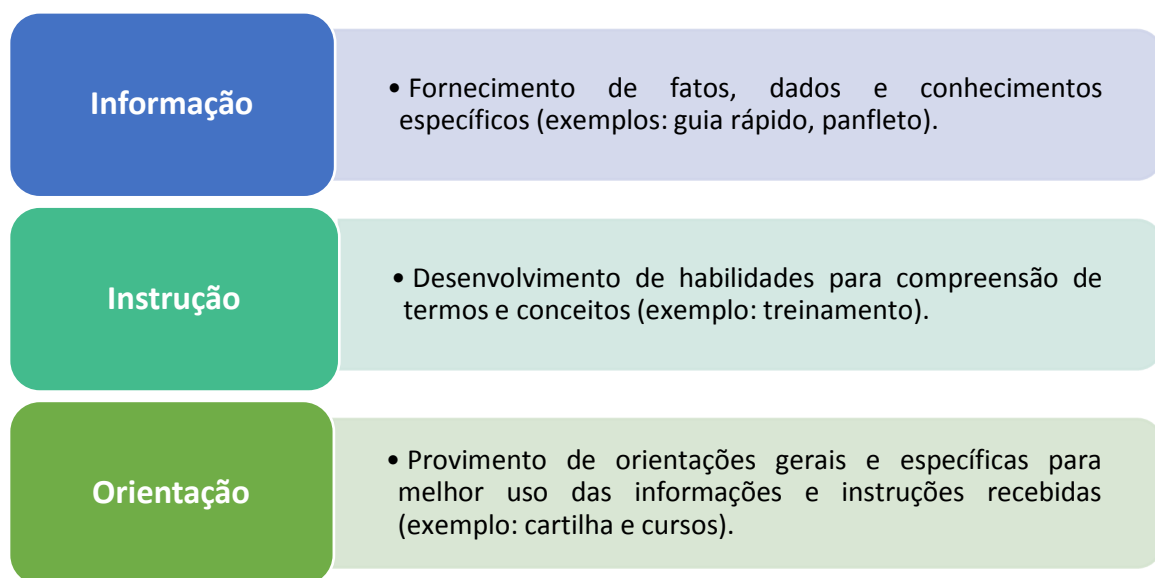 Informação
• Fornecimento de fatos, dados e conhecimentos
específicos (exemplos: guia rápido, panfleto).
Instrução
• Desenvolvimento de habilidades para compreensão de
termos e conceitos (exemplo: treinamento).
Orientação
• Provimento de orientações gerais e específicas para
melhor uso das informações e instruções recebidas
(exemplo: cartilha e cursos).